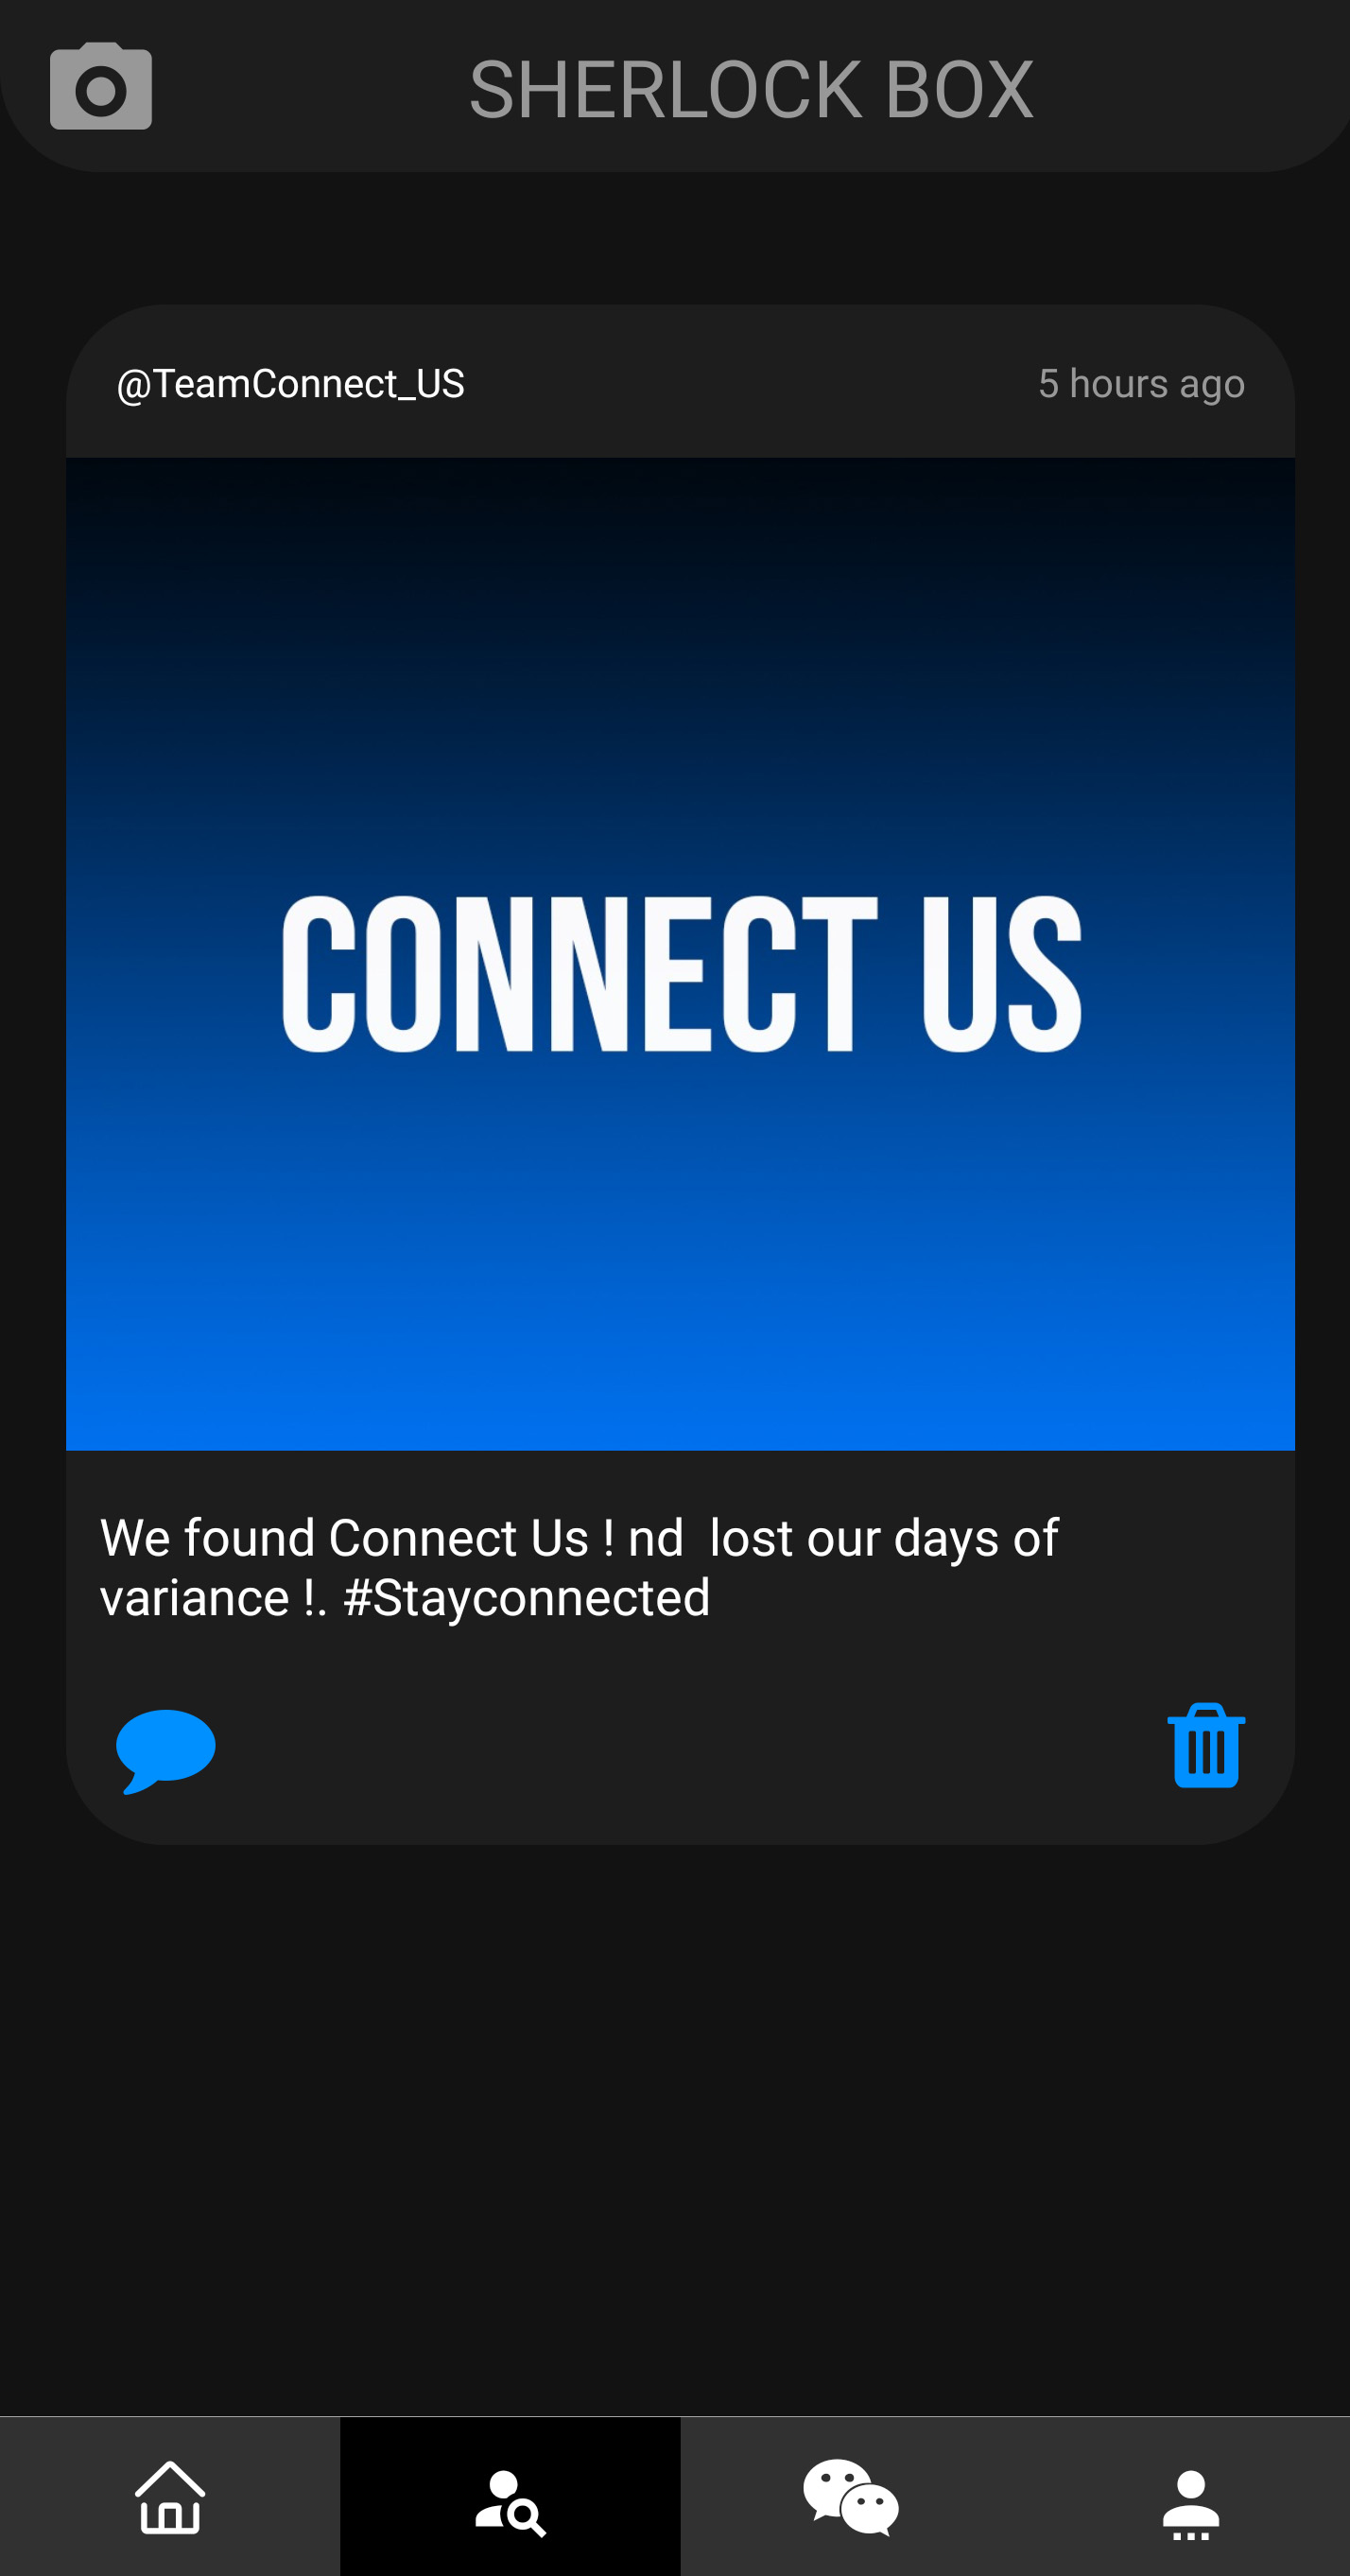 SHERLOCK BOX
@TeamConnect_US
5 hours ago
CONNECT US
We found Connect Us ! nd  lost our days of
variance !. #Stayconnected